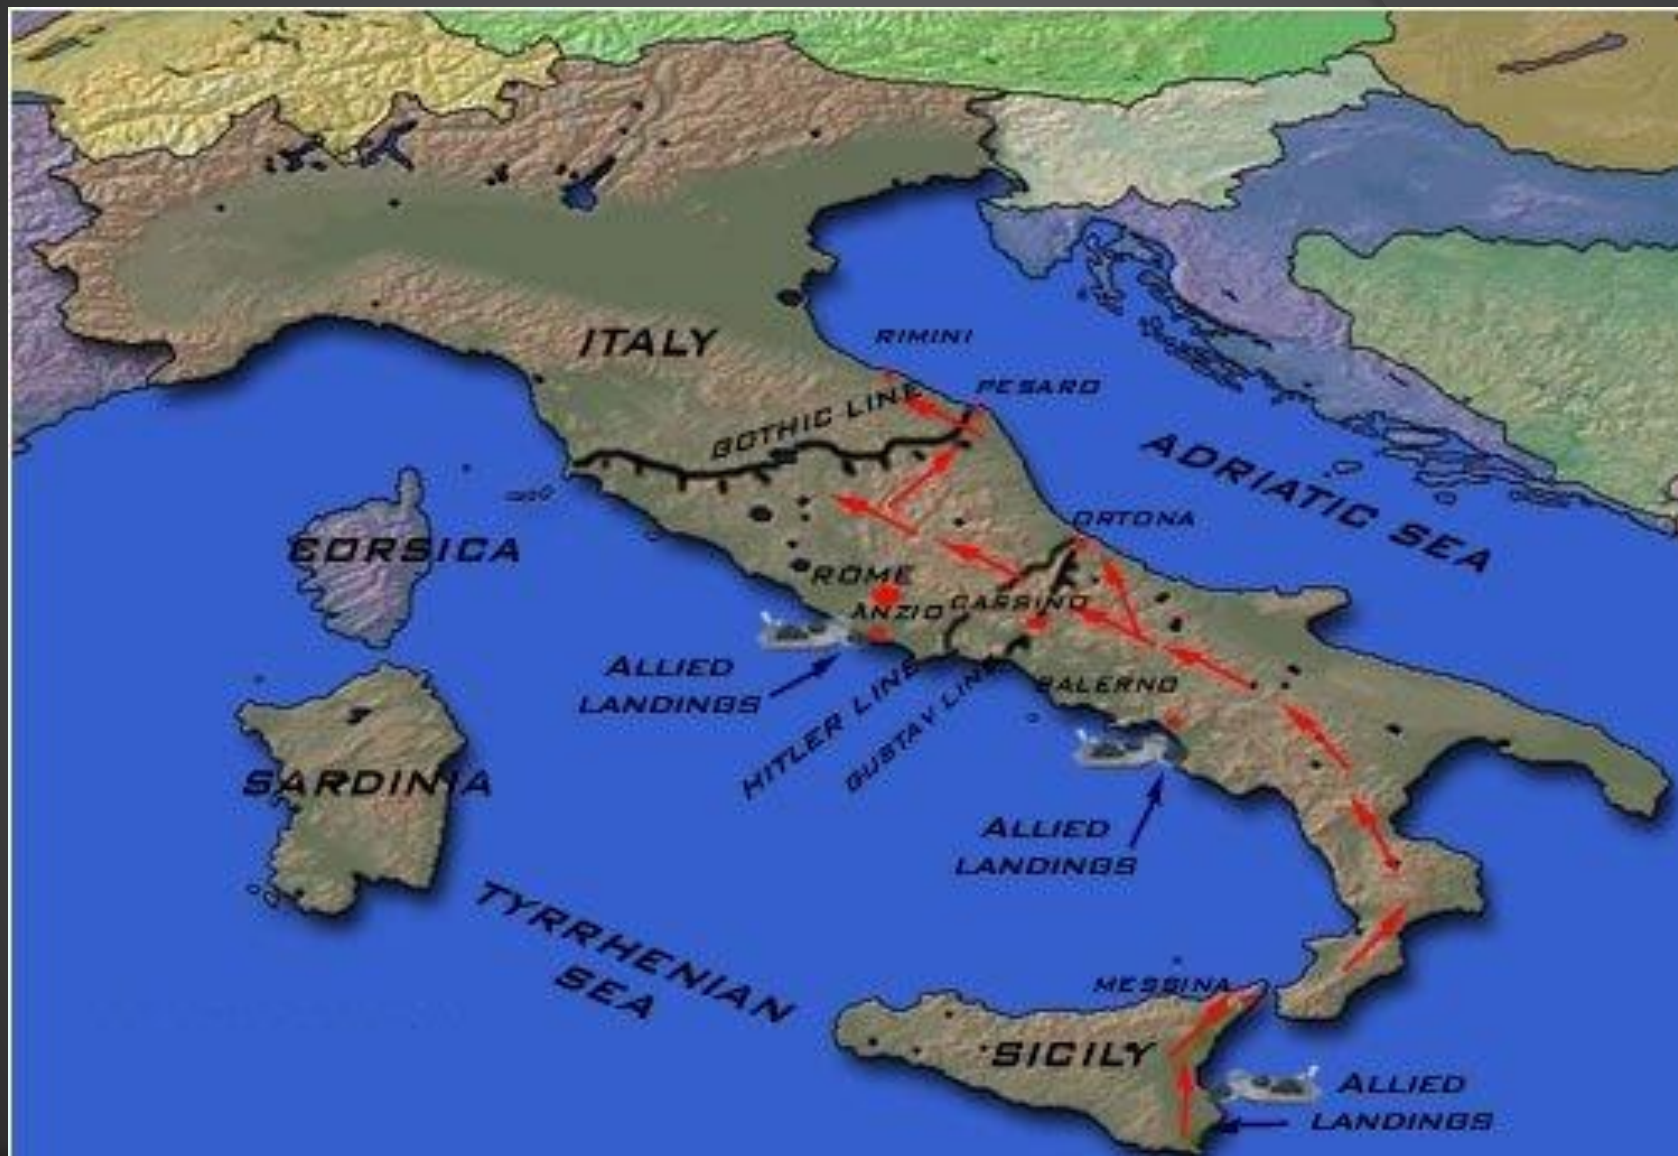 ITALY
RIMINI
PESARO
GOTHIC LINE
ADRIATIC SEA
CORSICA
ORTONA
ROME
ANZIO
CASSINO
ALLIED
LANDINGS
HITLER LINE
GUSTAV LINE
SALERNO
SARDINIA
ALLIED
LANDINGS
TYRRHENIAN
SEA
MESSINA
SICILY
ALLIED
LANDINGS